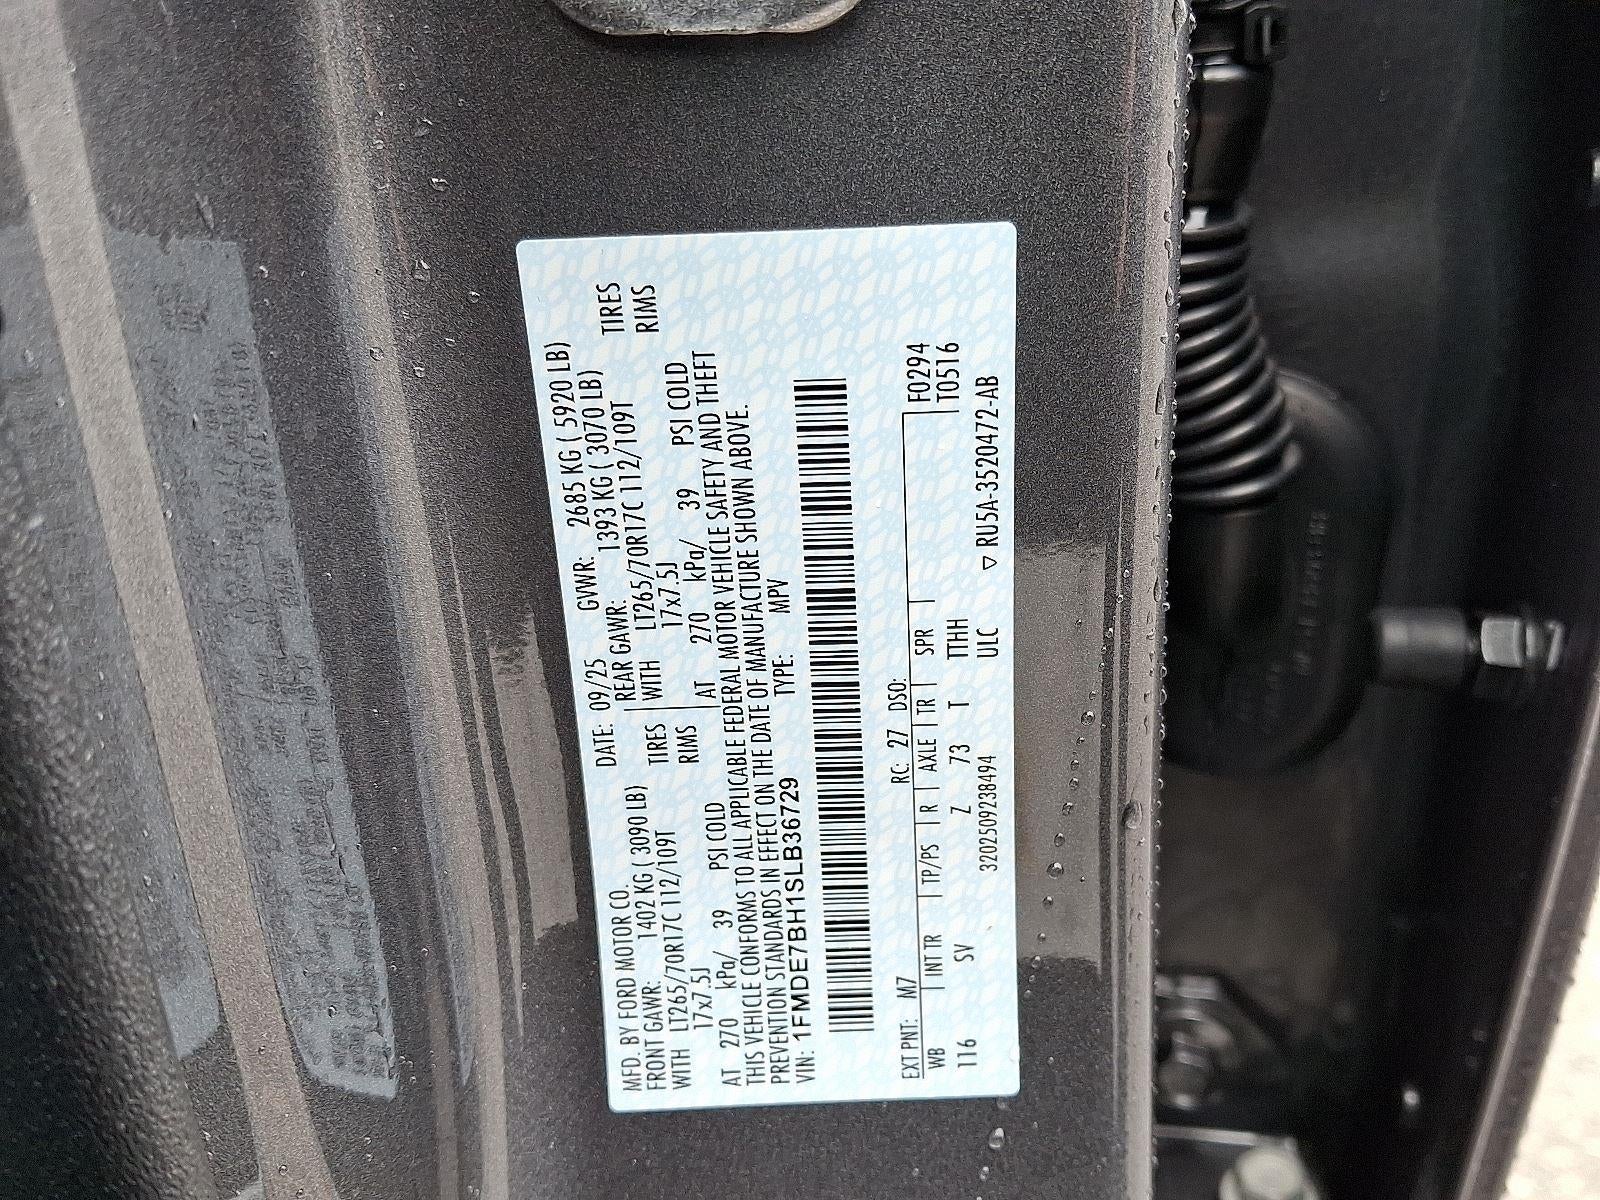 MFD. BY FORD MOTOR CO.
DATE: 09/25 GVWR: 2685 KG ( 5920 LB)
FRONT GAWR: 1402 KG ( 3090 LB) REAR GAWR: 1393 KG ( 3070 LB)
WITH LT265/70R17C 112/109T TIRES WITH LT265/70R17C 112/109T TIRES
17x7.5J RIMS 17x7.5J RIMS
AT 270 kPa/ 39 PSI COLD AT 270 kPa/ 39 PSI COLD
THIS VEHICLE CONFORMS TO ALL APPLICABLE FEDERAL MOTOR VEHICLE SAFETY AND THEFT
PREVENTION STANDARDS IN EFFECT ON THE DATE OF MANUFACTURE SHOWN ABOVE.
VIN: 1FMDE7BH1SLB36729 TYPE: MPV
EXT PNT: M7 RC: 27 DSO: F0294
WB INT TR TP/PS R AXLE TR SPR T0516
116 SV Z 73 T TTHH
3202509238494 ULC ▽ RU5A-3520472-AB